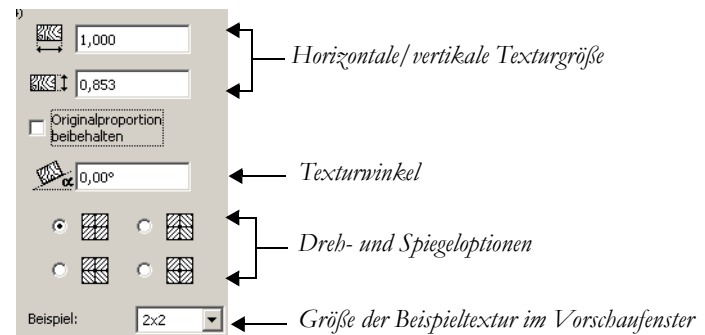 1,000
Horizontale/vertikale Texturgröße
0,853
Originalproportion
beibehalten
α 0,00°
Texturwinkel
Dreh- und Spiegeloptionen
Beispiel: 2x2
Größe der Beispieltextur im Vorschaufenster